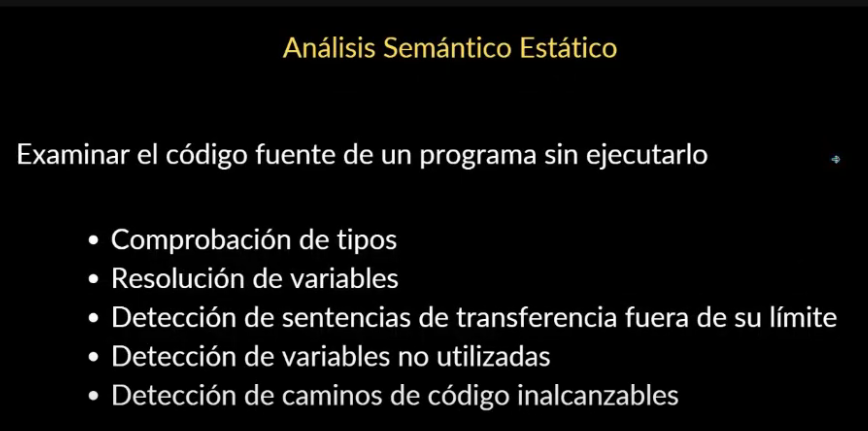 Análisis Semántico Estático
Examinar el código fuente de un programa sin ejecutarlo
• Comprobación de tipos
• Resolución de variables
• Detección de sentencias de transferencia fuera de su límite
• Detección de variables no utilizadas
• Detección de caminos de código inalcanzables